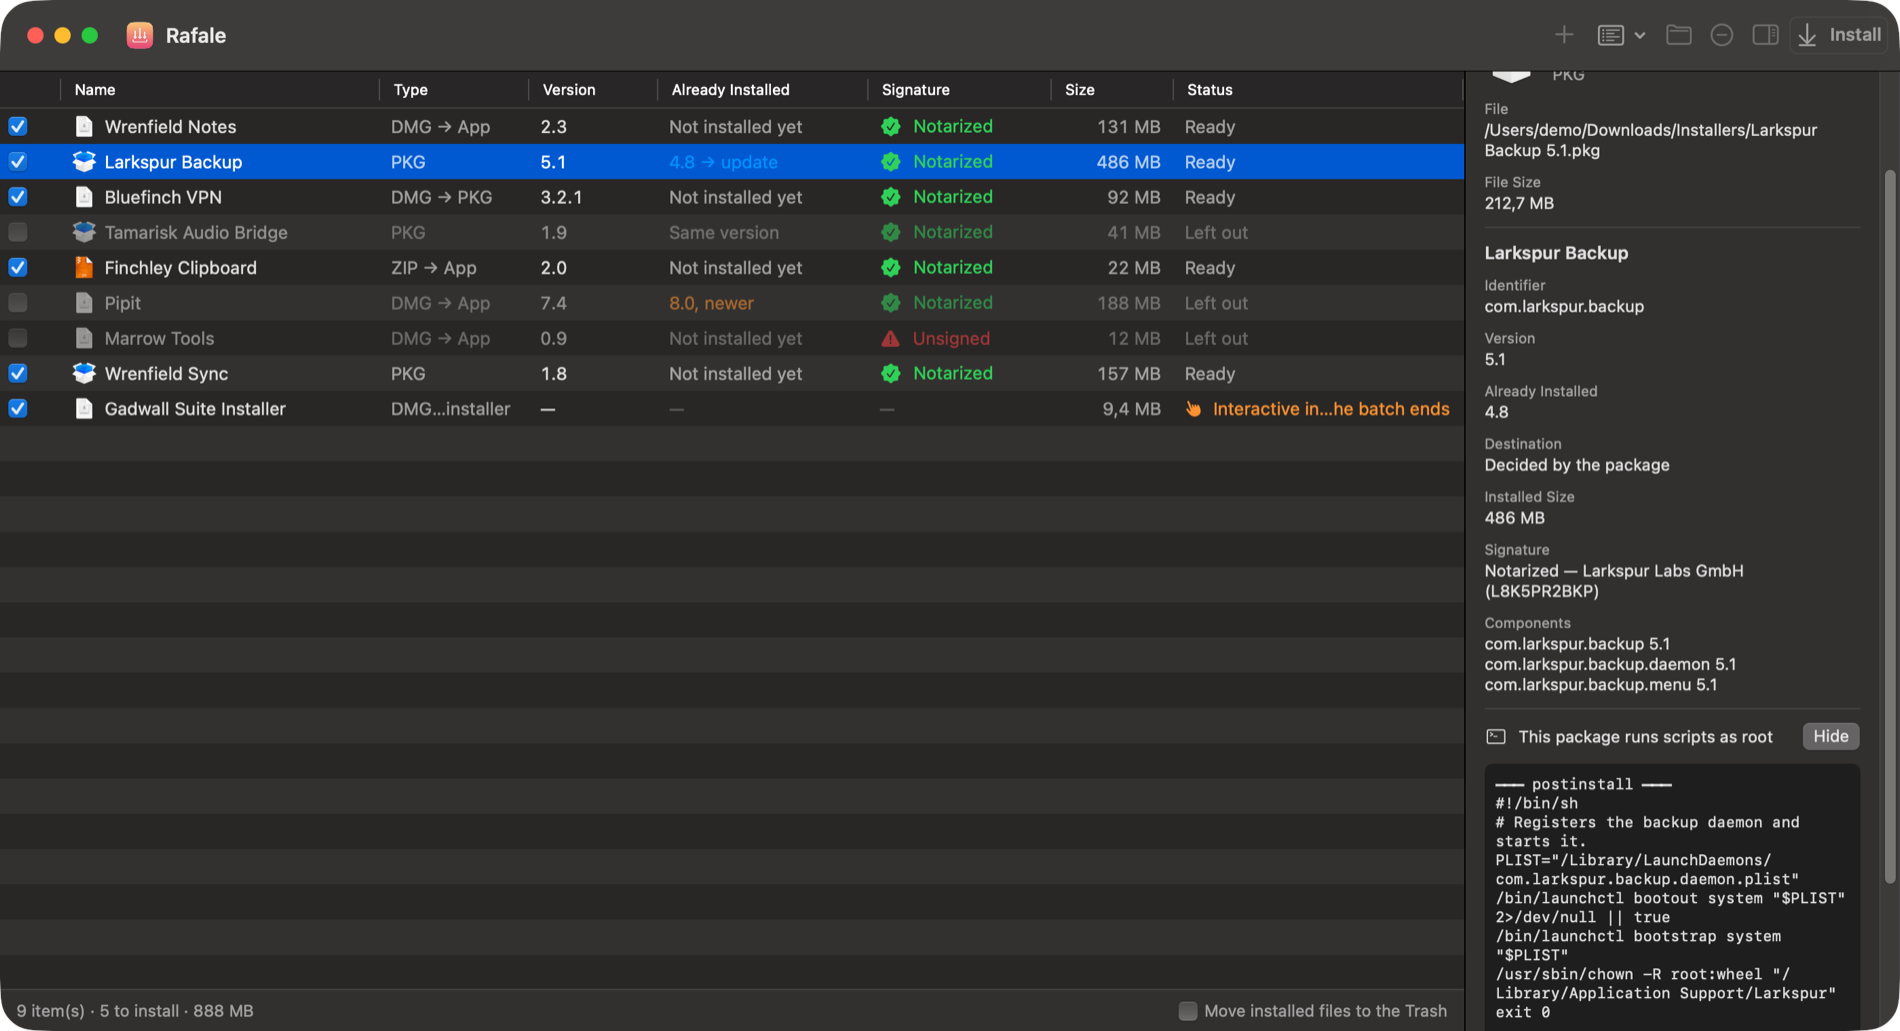 Rafale
Install
Name Type Version Already Installed Signature Size Status
Wrenfield Notes DMG → App 2.3 Not installed yet Notarized 131 MB Ready
Larkspur Backup PKG 5.1 4.8 → update Notarized 486 MB Ready
Bluefinch VPN DMG → PKG 3.2.1 Not installed yet Notarized 92 MB Ready
Tamarisk Audio Bridge PKG 1.9 Same version Notarized 41 MB Left out
Finchley Clipboard ZIP → App 2.0 Not installed yet Notarized 22 MB Ready
Pipit DMG → App 7.4 8.0, newer Notarized 188 MB Left out
Marrow Tools DMG → App 0.9 Not installed yet Unsigned 12 MB Left out
Wrenfield Sync PKG 1.8 Not installed yet Notarized 157 MB Ready
Gadwall Suite Installer DMG...installer — — — 9,4 MB Interactive in...he batch ends
9 item(s) · 5 to install · 888 MB
Move installed files to the Trash
PKG
File
/Users/demo/Downloads/Installers/Larkspur
Backup 5.1.pkg
File Size
212,7 MB
Larkspur Backup
Identifier
com.larkspur.backup
Version
5.1
Already Installed
4.8
Destination
Decided by the package
Installed Size
486 MB
Signature
Notarized — Larkspur Labs GmbH
(L8K5PR2BKP)
Components
com.larkspur.backup 5.1
com.larkspur.backup.daemon 5.1
com.larkspur.backup.menu 5.1
This package runs scripts as root
Hide
─── postinstall ───
#!/bin/sh
# Registers the backup daemon and
starts it.
PLIST="/Library/LaunchDaemons/
com.larkspur.backup.daemon.plist"
/bin/launchctl bootout system "$PLIST"
2>/dev/null || true
/bin/launchctl bootstrap system
"$PLIST"
/usr/sbin/chown -R root:wheel "/
Library/Application Support/Larkspur"
exit 0